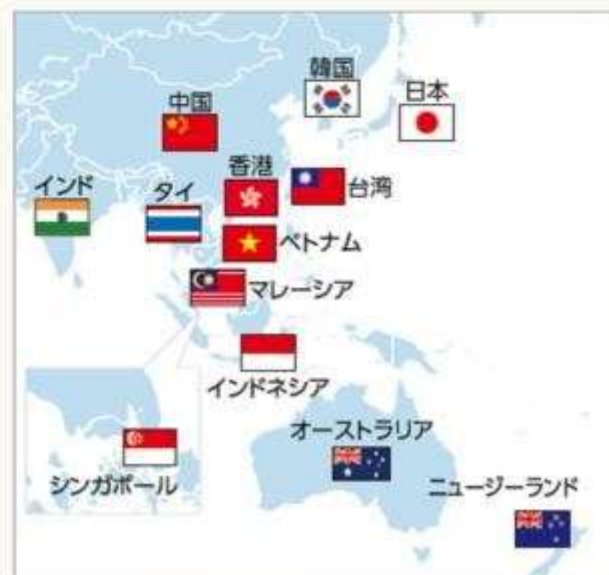 韓国
日本
中国
香港
台湾
インド
タイ
ベトナム
マレーシア
インドネシア
オーストラリア
シンガポール
ニュージーランド